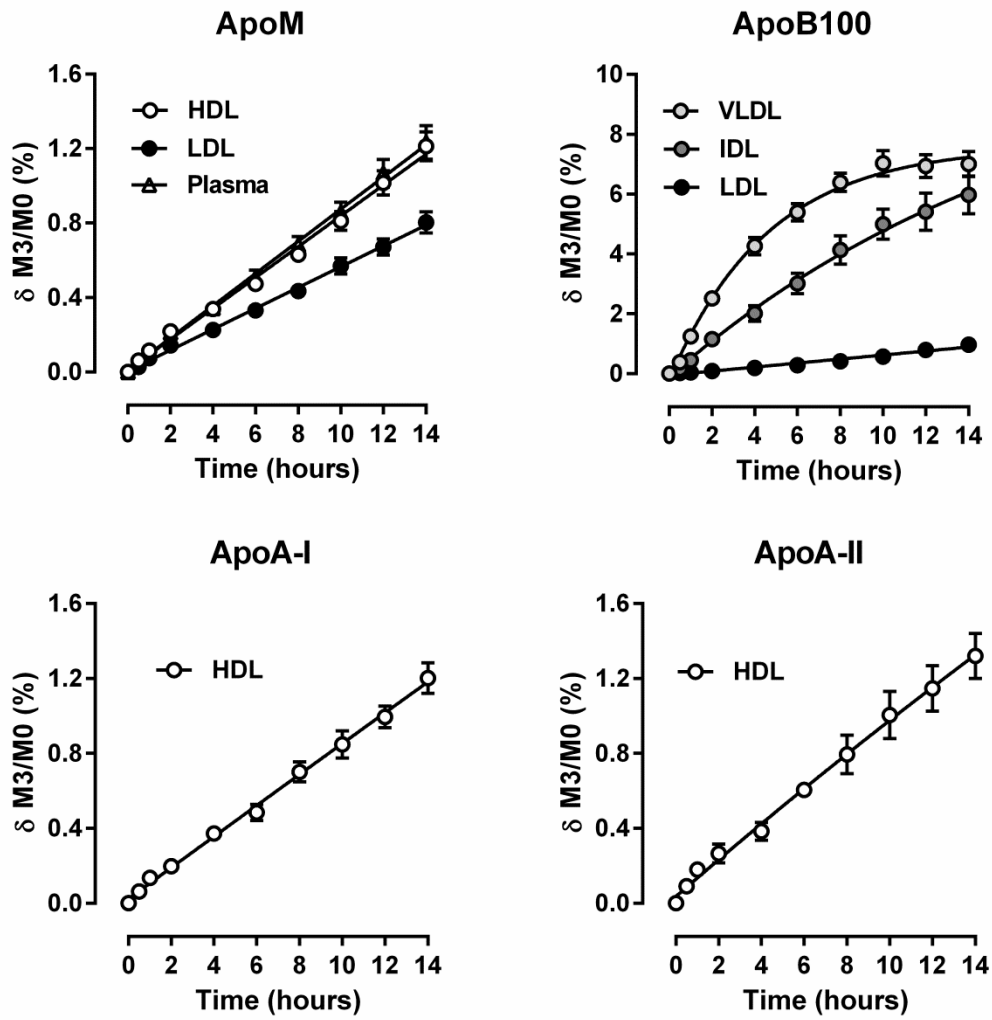 ApoM
1.6
1.2
0.8
0.4
0.0
δ M3/M0 (%)
HDL
LDL
Plasma
0 2 4 6 8 10 12 14
Time (hours)
ApoB100
10
8
6
4
2
0
δ M3/M0 (%)
VLDL
IDL
LDL
0 2 4 6 8 10 12 14
Time (hours)
ApoA-I
1.6
1.2
0.8
0.4
0.0
δ M3/M0 (%)
HDL
0 2 4 6 8 10 12 14
Time (hours)
ApoA-II
1.6
1.2
0.8
0.4
0.0
δ M3/M0 (%)
HDL
0 2 4 6 8 10 12 14
Time (hours)